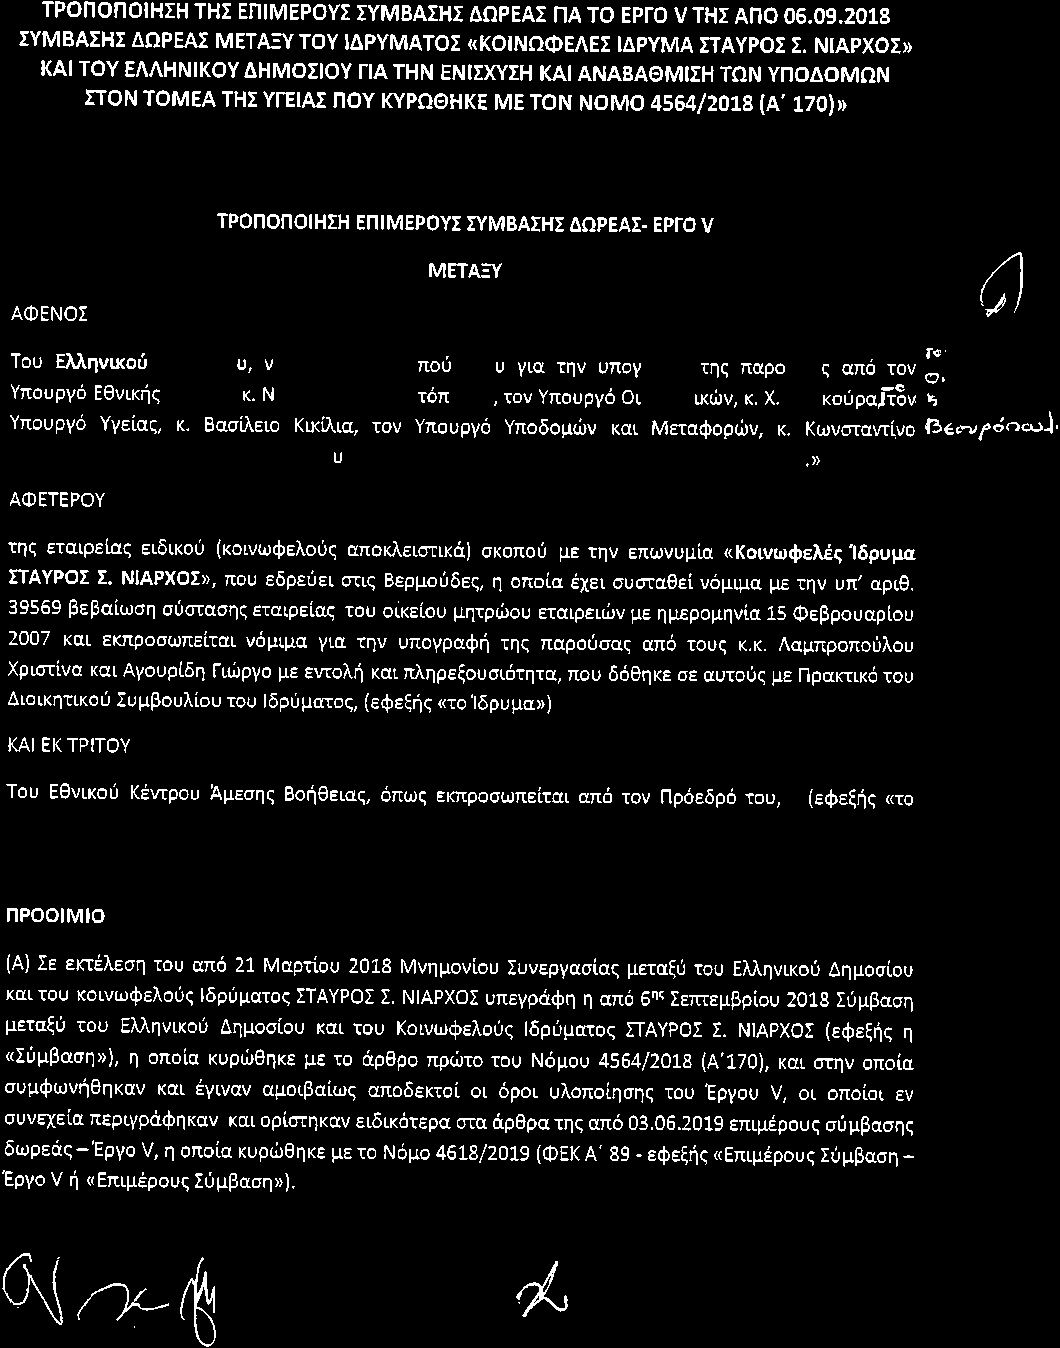 ΤΡΟΠΟΠΟΙΗΣΗ ΤΗΣ ΕΠΙΜΕΡΟΥΣ ΣΥΜΒΑΣΗΣ ΔΩΡΕΑΣ ΓΙΑ ΤΟ ΕΡΓΟ V ΤΗΣ ΑΠΟ 06.09.2018
ΣΥΜΒΑΣΗΣ ΔΩΡΕΑΣ ΜΕΤΑΞΥ ΤΟΥ ΙΔΡΥΜΑΤΟΣ «ΚΟΙΝΩΦΕΛΕΣ ΙΔΡΥΜΑ ΣΤΑΥΡΟΣ Σ. ΝΙΑΡΧΟΣ»
ΚΑΙ ΤΟΥ ΕΛΛΗΝΙΚΟΥ ΔΗΜΟΣΙΟΥ ΓΙΑ ΤΗΝ ΕΝΙΣΧΥΣΗ ΚΑΙ ΑΝΑΒΑΘΜΙΣΗ ΤΩΝ ΥΠΟΔΟΜΩΝ
ΣΤΟΝ ΤΟΜΕΑ ΤΗΣ ΥΓΕΙΑΣ ΠΟΥ ΚΥΡΩΘΗΚΕ ΜΕ ΤΟΝ ΝΟΜΟ 4564/2018 (Α' 170)»
ΤΡΟΠΟΠΟΙΗΣΗ ΕΠΙΜΕΡΟΥΣ ΣΥΜΒΑΣΗΣ ΔΩΡΕΑΣ- ΕΡΓΟ V
ΜΕΤΑΞΥ
ΑΦΕΝΟΣ
Του Ελληνικού υ, ν πού υ για την υπογ της παρο ς από τον
Υπουργό Εθνικής κ. Ν τόπ , τον Υπουργό Οι ικών, κ. Χ. κούρα, τον
Υπουργό Υγείας, κ. Βασίλειο Κικίλια, τον Υπουργό Υποδομών και Μεταφορών, κ. Κωνσταντίνο
υ .»
ΑΦΕΤΕΡΟΥ
της εταιρείας ειδικού (κοινωφελούς αποκλειστικά) σκοπού με την επωνυμία «Κοινωφελές Ίδρυμα
ΣΤΑΥΡΟΣ Σ. ΝΙΑΡΧΟΣ», που εδρεύει στις Βερμούδες, η οποία έχει συσταθεί νόμιμα με την υπ' αριθ.
39569 βεβαίωση σύστασης εταιρείας του οικείου μητρώου εταιρειών με ημερομηνία 15 Φεβρουαρίου
2007 και εκπροσωπείται νόμιμα για την υπογραφή της παρούσας από τους κ.κ. Λαμπροπούλου
Χριστίνα και Αγουρίδη Γιώργο με εντολή και πληρεξουσιότητα, που δόθηκε σε αυτούς με Πρακτικό του
Διοικητικού Συμβουλίου του Ιδρύματος, (εφεξής «το Ίδρυμα»)
ΚΑΙ ΕΚ ΤΡΙΤΟΥ
Του Εθνικού Κέντρου Άμεσης Βοήθειας, όπως εκπροσωπείται από τον Πρόεδρό του, (εφεξής «το
ΠΡΟΟΙΜΙΟ
(Α) Σε εκτέλεση του από 21 Μαρτίου 2018 Μνημονίου Συνεργασίας μεταξύ του Ελληνικού Δημοσίου
και του κοινωφελούς Ιδρύματος ΣΤΑΥΡΟΣ Σ. ΝΙΑΡΧΟΣ υπεγράφη η από 6ης Σεπτεμβρίου 2018 Σύμβαση
μεταξύ του Ελληνικού Δημοσίου και του Κοινωφελούς Ιδρύματος ΣΤΑΥΡΟΣ Σ. ΝΙΑΡΧΟΣ (εφεξής η
«Σύμβαση»), η οποία κυρώθηκε με το άρθρο πρώτο του Νόμου 4564/2018 (Α'170), και στην οποία
συμφωνήθηκαν και έγιναν αμοιβαίως αποδεκτοί οι όροι υλοποίησης του Έργου V, οι οποίοι εν
συνεχεία περιγράφηκαν και ορίστηκαν ειδικότερα στα άρθρα της από 03.06.2019 επιμέρους σύμβασης
δωρεάς – Έργο V, η οποία κυρώθηκε με το Νόμο 4618/2019 (ΦΕΚ Α' 89 - εφεξής «Επιμέρους Σύμβαση –
Έργο V ή «Επιμέρους Σύμβαση»).